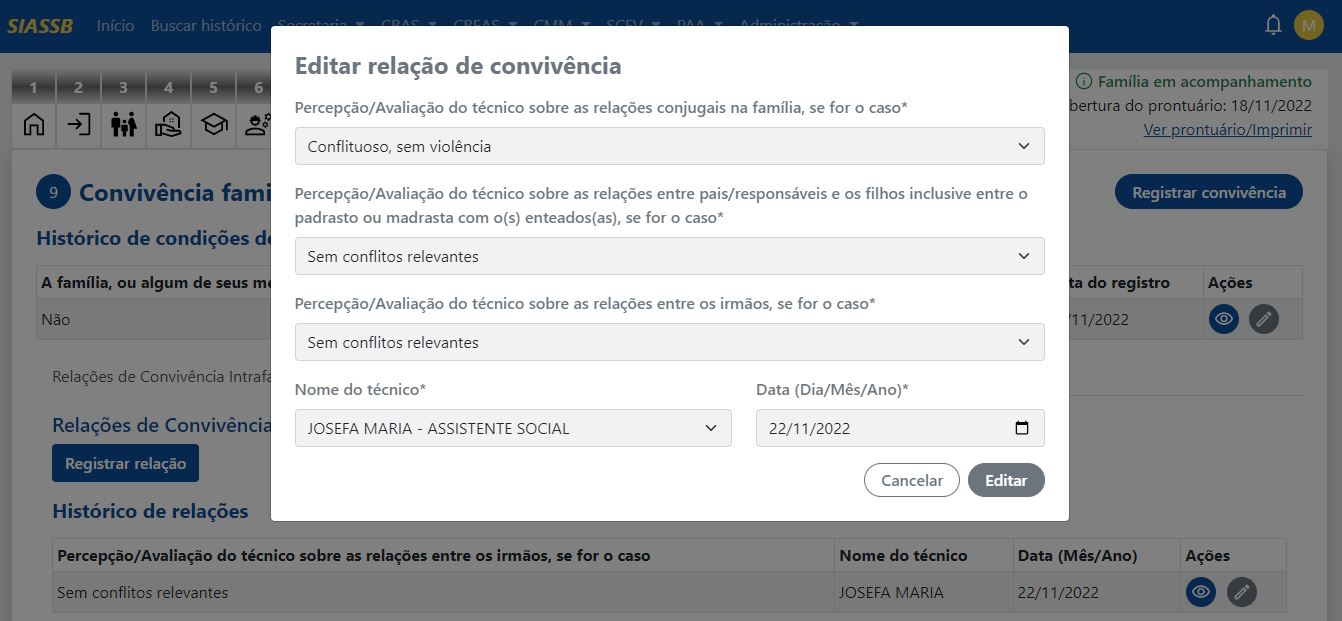 SIASSB Início Buscar histórico Secretaria CRAS CREAS CMM SCFV PAA Administração M
1 2 3 4 5 6
Família em acompanhamento
bertura do prontuário: 18/11/2022
Ver prontuário/Imprimir
9 Convivência fami
Registrar convivência
Histórico de condições de
A família, ou algum de seus me
ta do registro Ações
Não
/11/2022
Relações de Convivência Intrafa
Relações de Convivência
Registrar relação
Histórico de relações
Percepção/Avaliação do técnico sobre as relações entre os irmãos, se for o caso Nome do técnico Data (Mês/Ano) Ações
Sem conflitos relevantes JOSEFA MARIA 22/11/2022
Editar relação de convivência
Percepção/Avaliação do técnico sobre as relações conjugais na família, se for o caso*
Conflituoso, sem violência
Percepção/Avaliação do técnico sobre as relações entre pais/responsáveis e os filhos inclusive entre o
padrasto ou madrasta com o(s) enteados(as), se for o caso*
Sem conflitos relevantes
Percepção/Avaliação do técnico sobre as relações entre os irmãos, se for o caso*
Sem conflitos relevantes
Nome do técnico* Data (Dia/Mês/Ano)*
JOSEFA MARIA - ASSISTENTE SOCIAL 22/11/2022
Cancelar Editar